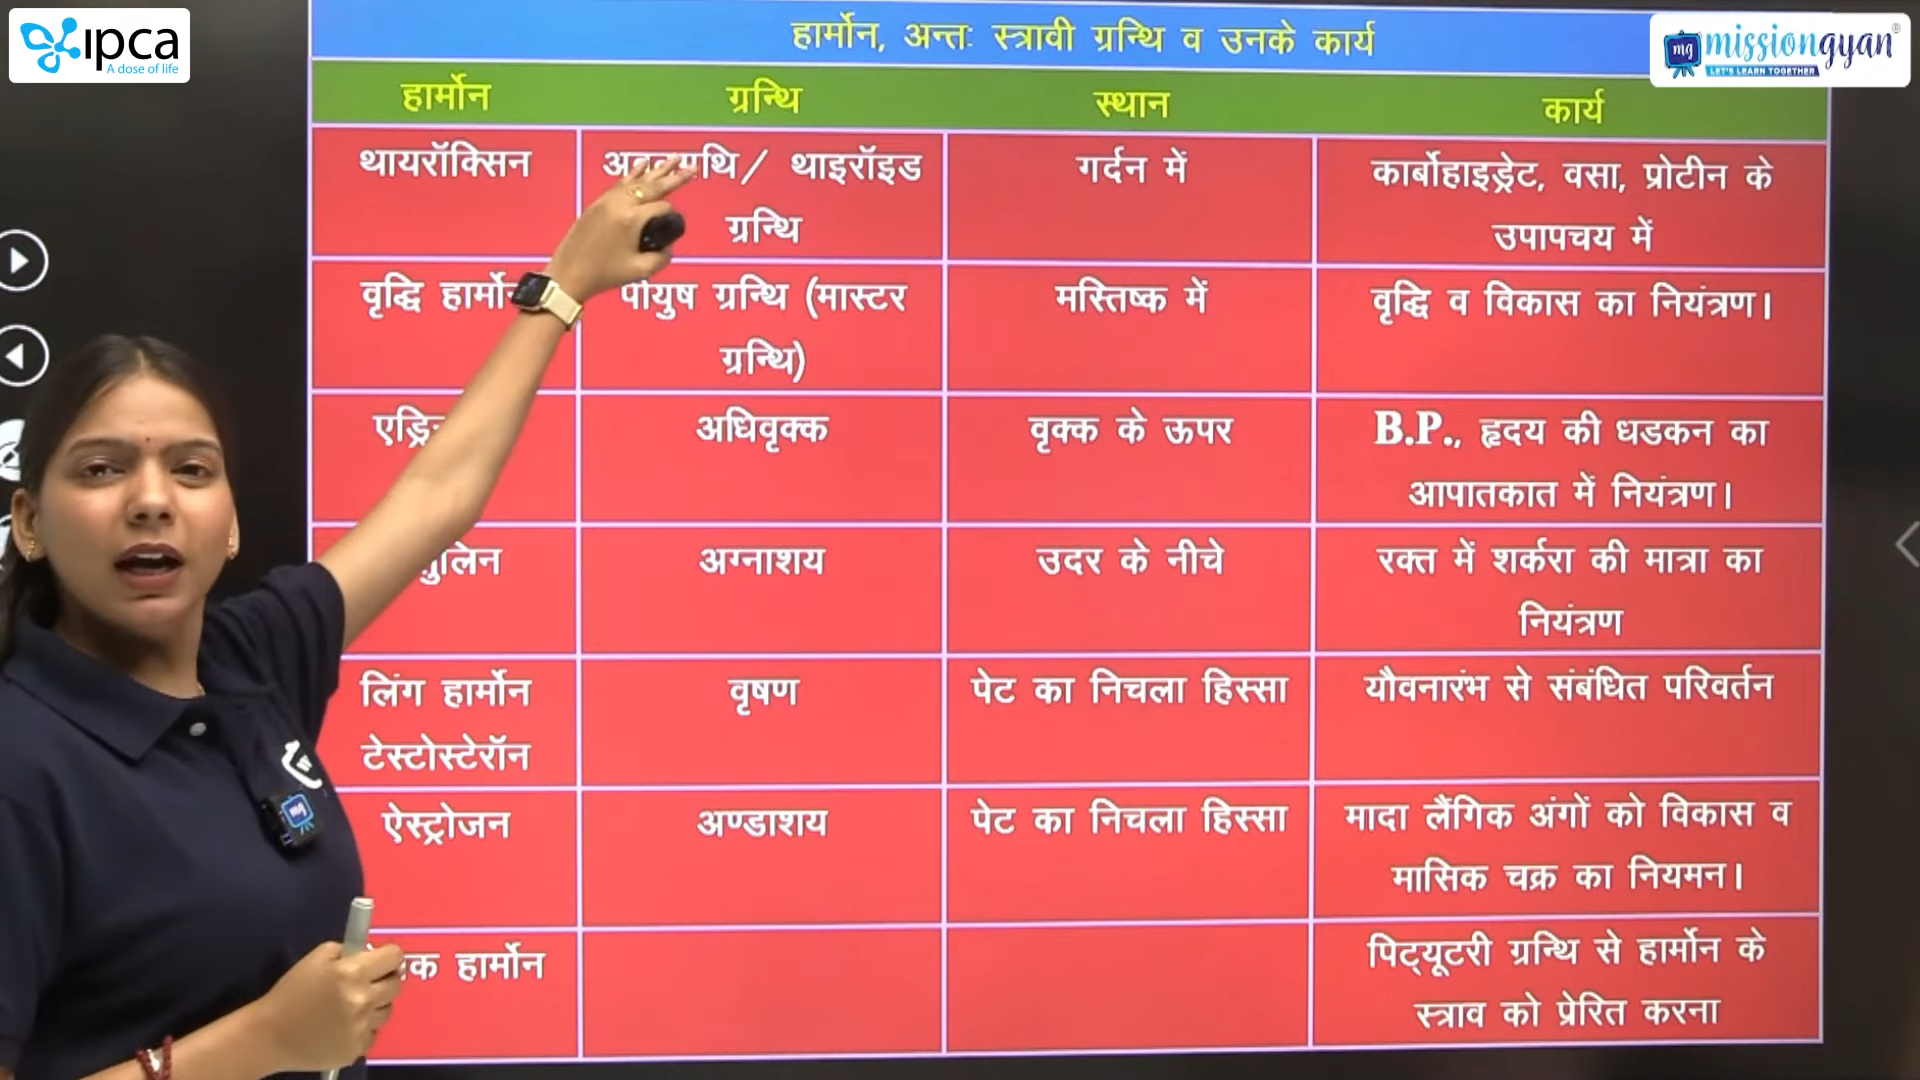 ipca
A dose of life
हार्मोन, अन्तः स्त्रावी ग्रन्थि व उनके कार्य
missiongyan
LET'S LEARN TOGETHER
हार्मोन ग्रन्थि स्थान कार्य
थायरॉक्सिन
थाइरॉइड
ग्रन्थि
गर्दन में
कार्बोहाइड्रेट, वसा, प्रोटीन के
उपापचय में
वृद्धि
पीयुष ग्रन्थि (मास्टर
ग्रन्थि)
मस्तिष्क में
वृद्धि व विकास का नियंत्रण।
अधिवृक्क
वृक्क के ऊपर
B.P., हृदय की धडकन का
आपातकात में नियंत्रण।
अग्नाशय
उदर के नीचे
रक्त में शर्करा की मात्रा का
नियंत्रण
लिंग हार्मोन
टेस्टोस्टेरॉन
वृषण
पेट का निचला हिस्सा
यौवनारंभ से संबंधित परिवर्तन
ऐस्ट्रोजन
अण्डाशय
पेट का निचला हिस्सा
मादा लैंगिक अंगों को विकास व
मासिक चक्र का नियमन।
हार्मोन
पिट्यूटरी ग्रन्थि से हार्मोन के
स्त्राव को प्रेरित करना
mg